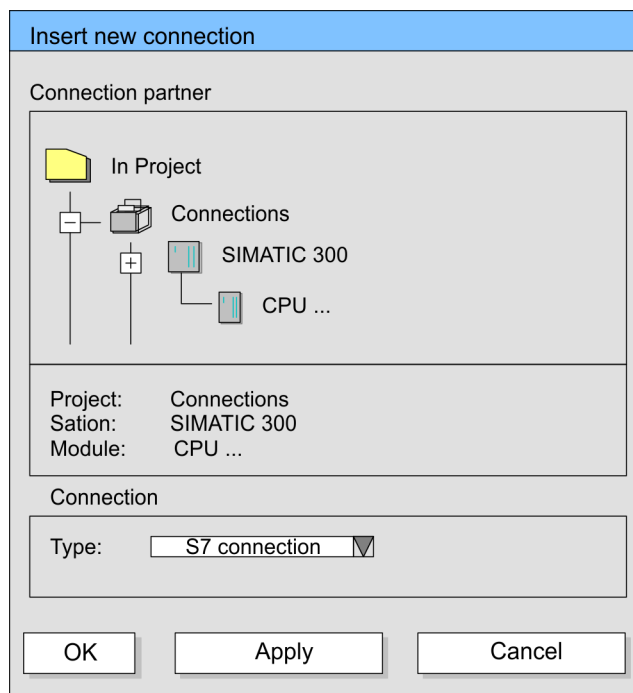 Insert new connection
Connection partner
In Project
Connections
SIMATIC 300
CPU ...
Project: Connections
Sation: SIMATIC 300
Module: CPU ...
Connection
Type: S7 connection
OK Apply Cancel